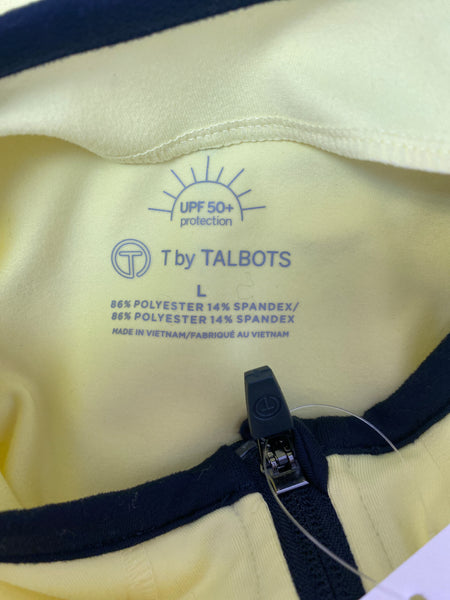 UPF 50+
protection
T by TALBOTS
L
86% POLYESTER 14% SPANDEX/
86% POLYESTER 14% SPANDEX
MADE IN VIETNAM/FABRIQUÉ AU VIETNAM